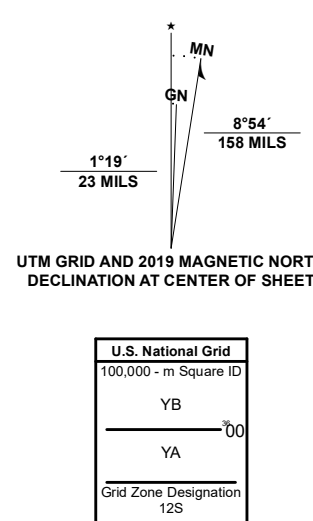 ★
MN
GN
8°54´
158 MILS
1°19´
23 MILS
UTM GRID AND 2019 MAGNETIC NORT
DECLINATION AT CENTER OF SHEET
U.S. National Grid
100,000 - m Square ID
YB
3600
YA
Grid Zone Designation
12S